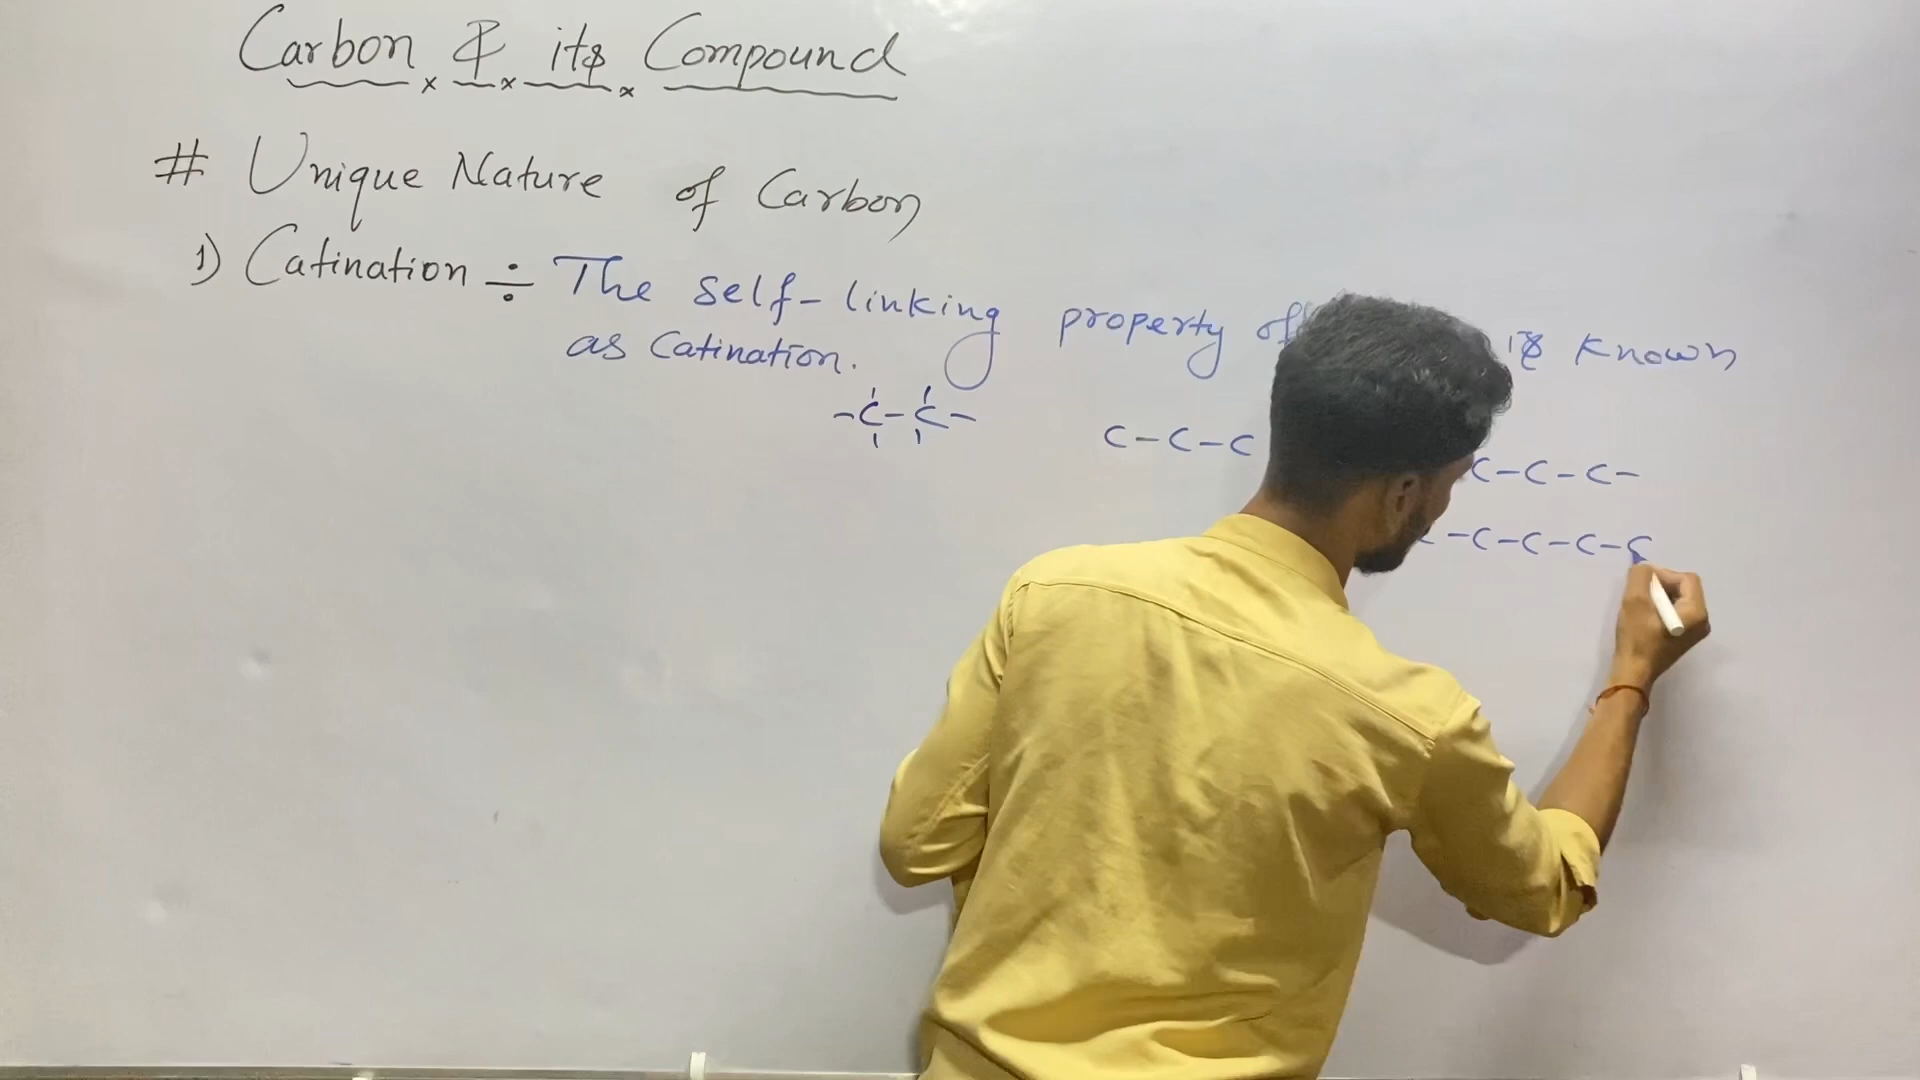 Carbon & its Compound
# Unique Nature of Carbon
1) Catination ÷ The self-linking property of is known
as Catination.
-C-C-
C-C-C
C-C-C-
-C-C-C-C